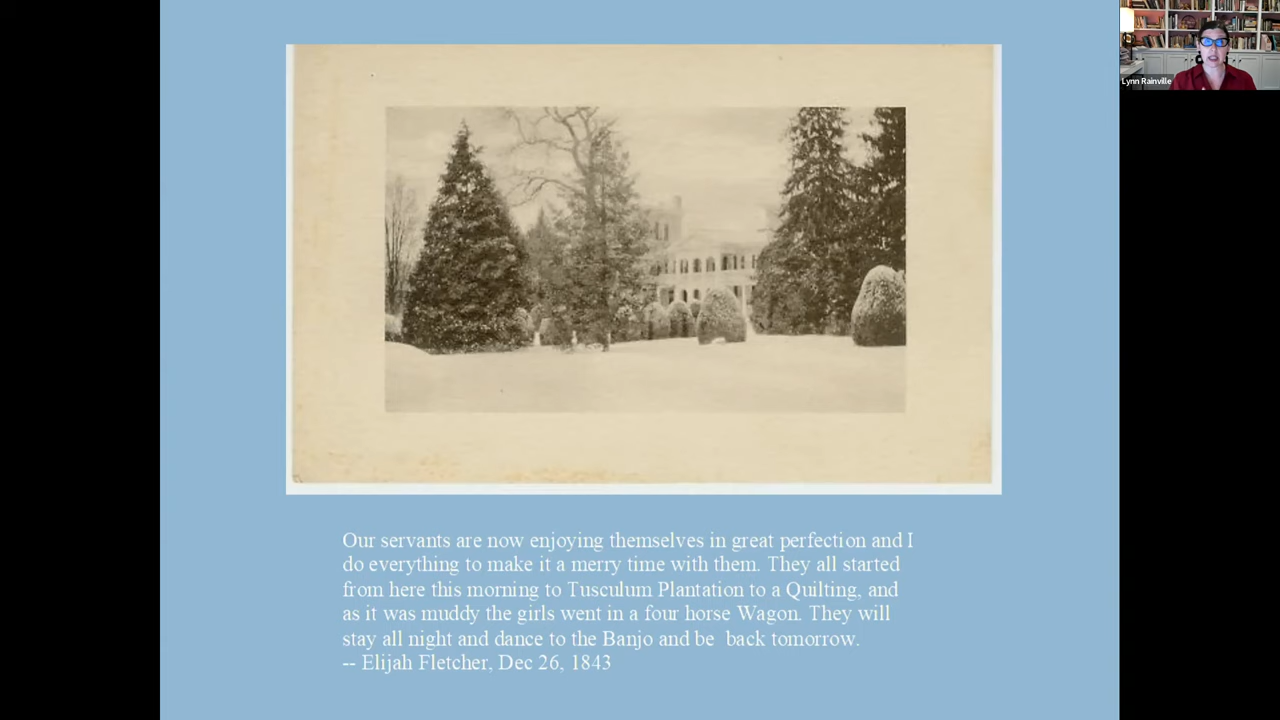 Lynn Rainville
Our servants are now enjoying themselves in great perfection and I
do everything to make it a merry time with them. They all started
from here this morning to Tusculum Plantation to a Quilting, and
as it was muddy the girls went in a four horse Wagon. They will
stay all night and dance to the Banjo and be  back tomorrow.
-- Elijah Fletcher, Dec 26, 1843